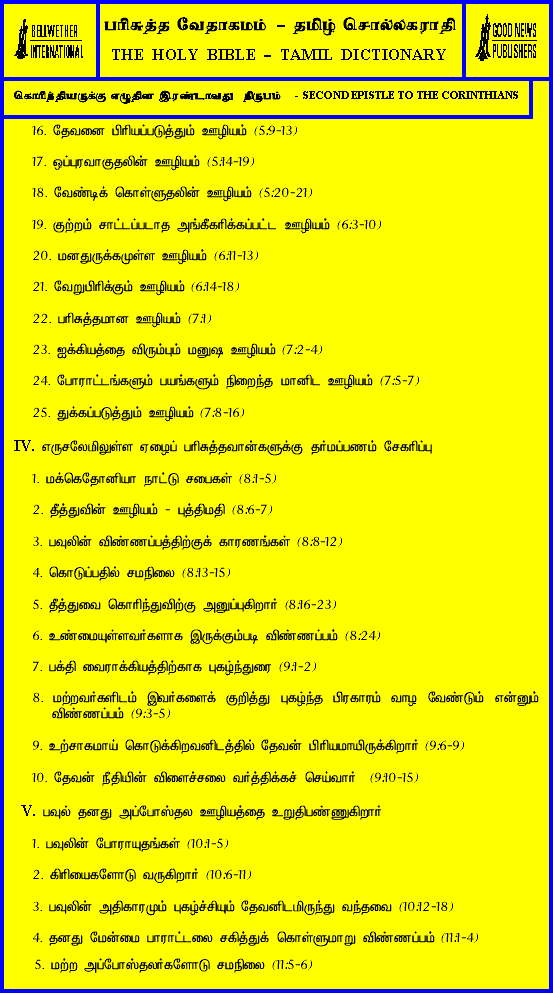 BELLWETHER
INTERNATIONAL
பரிசுத்த வேதாகமம் – தமிழ் சொல்லகராதி
THE HOLY BIBLE – TAMIL DICTIONARY
GOOD NEWS
PUBLISHERS
கொரிந்தியருக்கு எழுதின இரண்டாவது நிருபம் - SECOND EPISTLE TO THE CORINTHIANS
16. தேவனை பிரியப்படுத்தும் ஊழியம் (5:9-13)
17. ஒப்புரவாகுதலின் ஊழியம் (5:14-19)
18. வேண்டிக் கொள்ளுதலின் ஊழியம் (5:20-21)
19. குற்றம் சாட்டப்படாத அங்கீகரிக்கப்பட்ட ஊழியம் (6:3-10)
20. மனதுருக்கமுள்ள ஊழியம் (6:11-13)
21. வேறுபிரிக்கும் ஊழியம் (6:14-18)
22. பரிசுத்தமான ஊழியம் (7:1)
23. ஐக்கியத்தை விரும்பும் மனுஷ ஊழியம் (7:2-4)
24. போராட்டங்களும் பயங்களும் நிறைந்த மானிட ஊழியம் (7:5-7)
25. துக்கப்படுத்தும் ஊழியம் (7:8-16)
IV. எருசலேமிலுள்ள ஏழைப் பரிசுத்தவான்களுக்கு தர்மப்பணம் சேகரிப்பு
1. மக்கெதோனியா நாட்டு சபைகள் (8:1-5)
2. தீத்துவின் ஊழியம் - புத்திமதி (8:6-7)
3. பவுலின் விண்ணப்பத்திற்குக் காரணங்கள் (8:8-12)
4. கொடுப்பதில் சமநிலை (8:13-15)
5. தீத்துவை கொரிந்துவிற்கு அனுப்புகிறார் (8:16-23)
6. உண்மையுள்ளவர்களாக இருக்கும்படி விண்ணப்பம் (8:24)
7. பக்தி வைராக்கியத்திற்காக புகழ்ந்துரை (9:1-2)
8. மற்றவர்களிடம் இவர்களைக் குறித்து புகழ்ந்த பிரகாரம் வாழ வேண்டும் என்னும்
விண்ணப்பம் (9:3-5)
9. உற்சாகமாய் கொடுக்கிறவனிடத்தில் தேவன் பிரியமாயிருக்கிறார் (9:6-9)
10. தேவன் நீதியின் விளைச்சலை வர்த்திக்கச் செய்வார் (9:10-15)
V. பவுல் தனது அப்போஸ்தல ஊழியத்தை உறுதிபண்ணுகிறார்
1. பவுலின் போராயுதங்கள் (10:1-5)
2. கிரியைகளோடு வருகிறார் (10:6-11)
3. பவுலின் அதிகாரமும் புகழ்ச்சியும் தேவனிடமிருந்து வந்தவை (10:12-18)
4. தனது மேன்மை பாராட்டலை சகித்துக் கொள்ளுமாறு விண்ணப்பம் (11:1-4)
5. மற்ற அப்போஸ்தலர்களோடு சமநிலை (11:5-6)